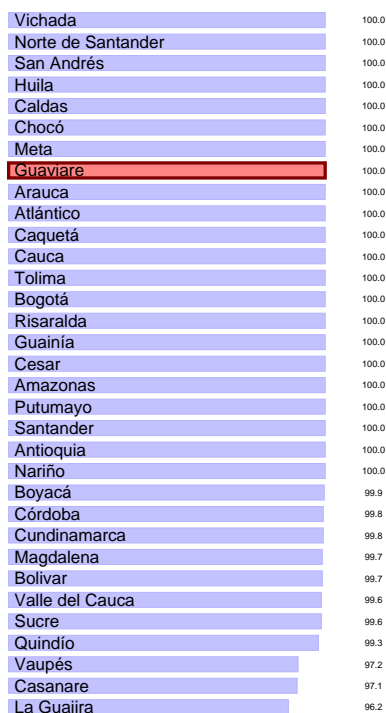 Vichada 100.0
Norte de Santander 100.0
San Andrés 100.0
Huila 100.0
Caldas 100.0
Chocó 100.0
Meta 100.0
Guaviare 100.0
Arauca 100.0
Atlántico 100.0
Caquetá 100.0
Cauca 100.0
Tolima 100.0
Bogotá 100.0
Risaralda 100.0
Guainía 100.0
Cesar 100.0
Amazonas 100.0
Putumayo 100.0
Santander 100.0
Antioquia 100.0
Nariño 100.0
Boyacá 99.9
Córdoba 99.8
Cundinamarca 99.8
Magdalena 99.7
Bolivar 99.7
Valle del Cauca 99.6
Sucre 99.6
Quindío 99.3
Vaupés 97.2
Casanare 97.1
La Guajira 96.2